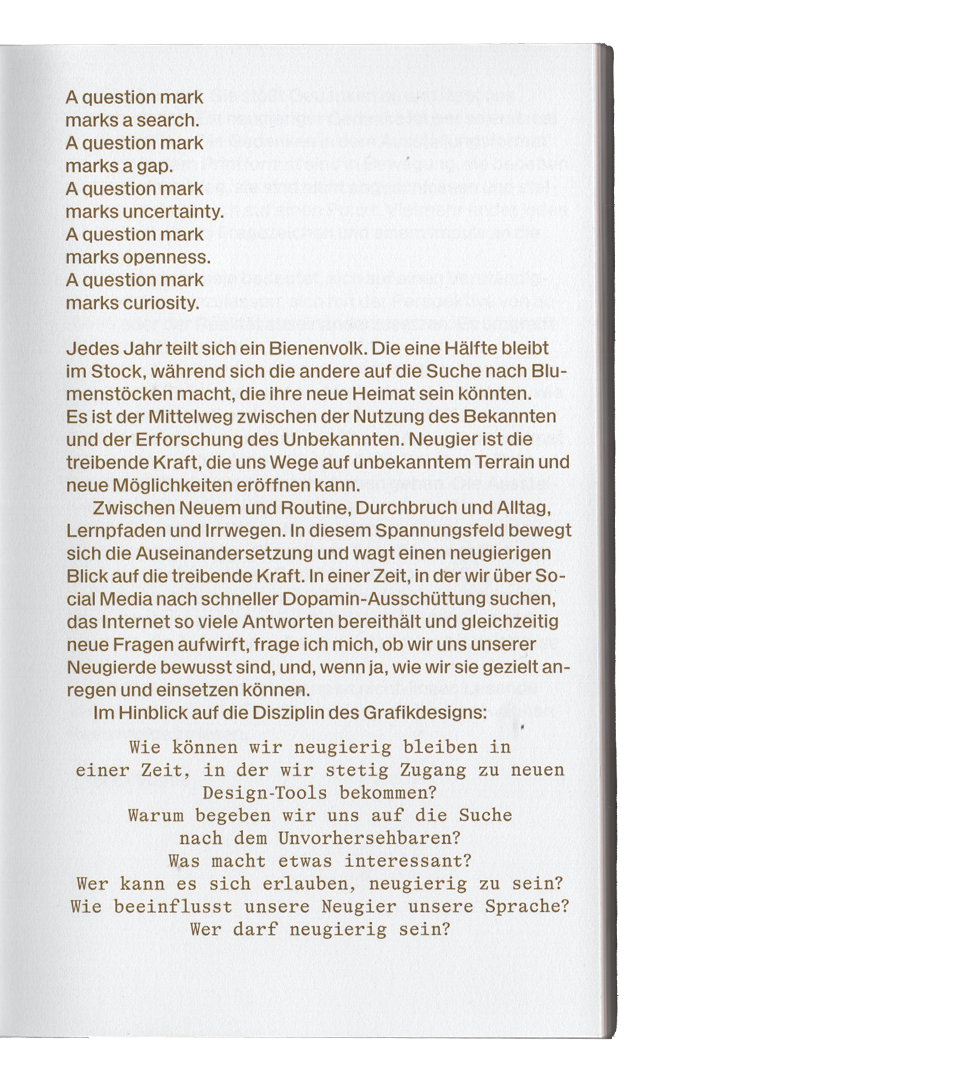 A question mark
marks a search.
A question mark
marks a gap.
A question mark
marks uncertainty.
A question mark
marks openness.
A question mark
marks curiosity.
Jedes Jahr teilt sich ein Bienenvolk. Die eine Hälfte bleibt
im Stock, während sich die andere auf die Suche nach Blu-
menstöcken macht, die ihre neue Heimat sein könnten.
Es ist der Mittelweg zwischen der Nutzung des Bekannten
und der Erforschung des Unbekannten. Neugier ist die
treibende Kraft, die uns Wege auf unbekanntem Terrain und
neue Möglichkeiten eröffnen kann.
Zwischen Neuem und Routine, Durchbruch und Alltag,
Lernpfaden und Irrwegen. In diesem Spannungsfeld bewegt
sich die Auseinandersetzung und wagt einen neugierigen
Blick auf die treibende Kraft. In einer Zeit, in der wir über So-
cial Media nach schneller Dopamin-Ausschüttung suchen,
das Internet so viele Antworten bereithält und gleichzeitig
neue Fragen aufwirft, frage ich mich, ob wir uns unserer
Neugierde bewusst sind, und, wenn ja, wie wir sie gezielt an-
regen und einsetzen können.
Im Hinblick auf die Disziplin des Grafikdesigns:
Wie können wir neugierig bleiben in
einer Zeit, in der wir stetig Zugang zu neuen
Design-Tools bekommen?
Warum begeben wir uns auf die Suche
nach dem Unvorhersehbaren?
Was macht etwas interessant?
Wer kann es sich erlauben, neugierig zu sein?
Wie beeinflusst unsere Neugier unsere Sprache?
Wer darf neugierig sein?